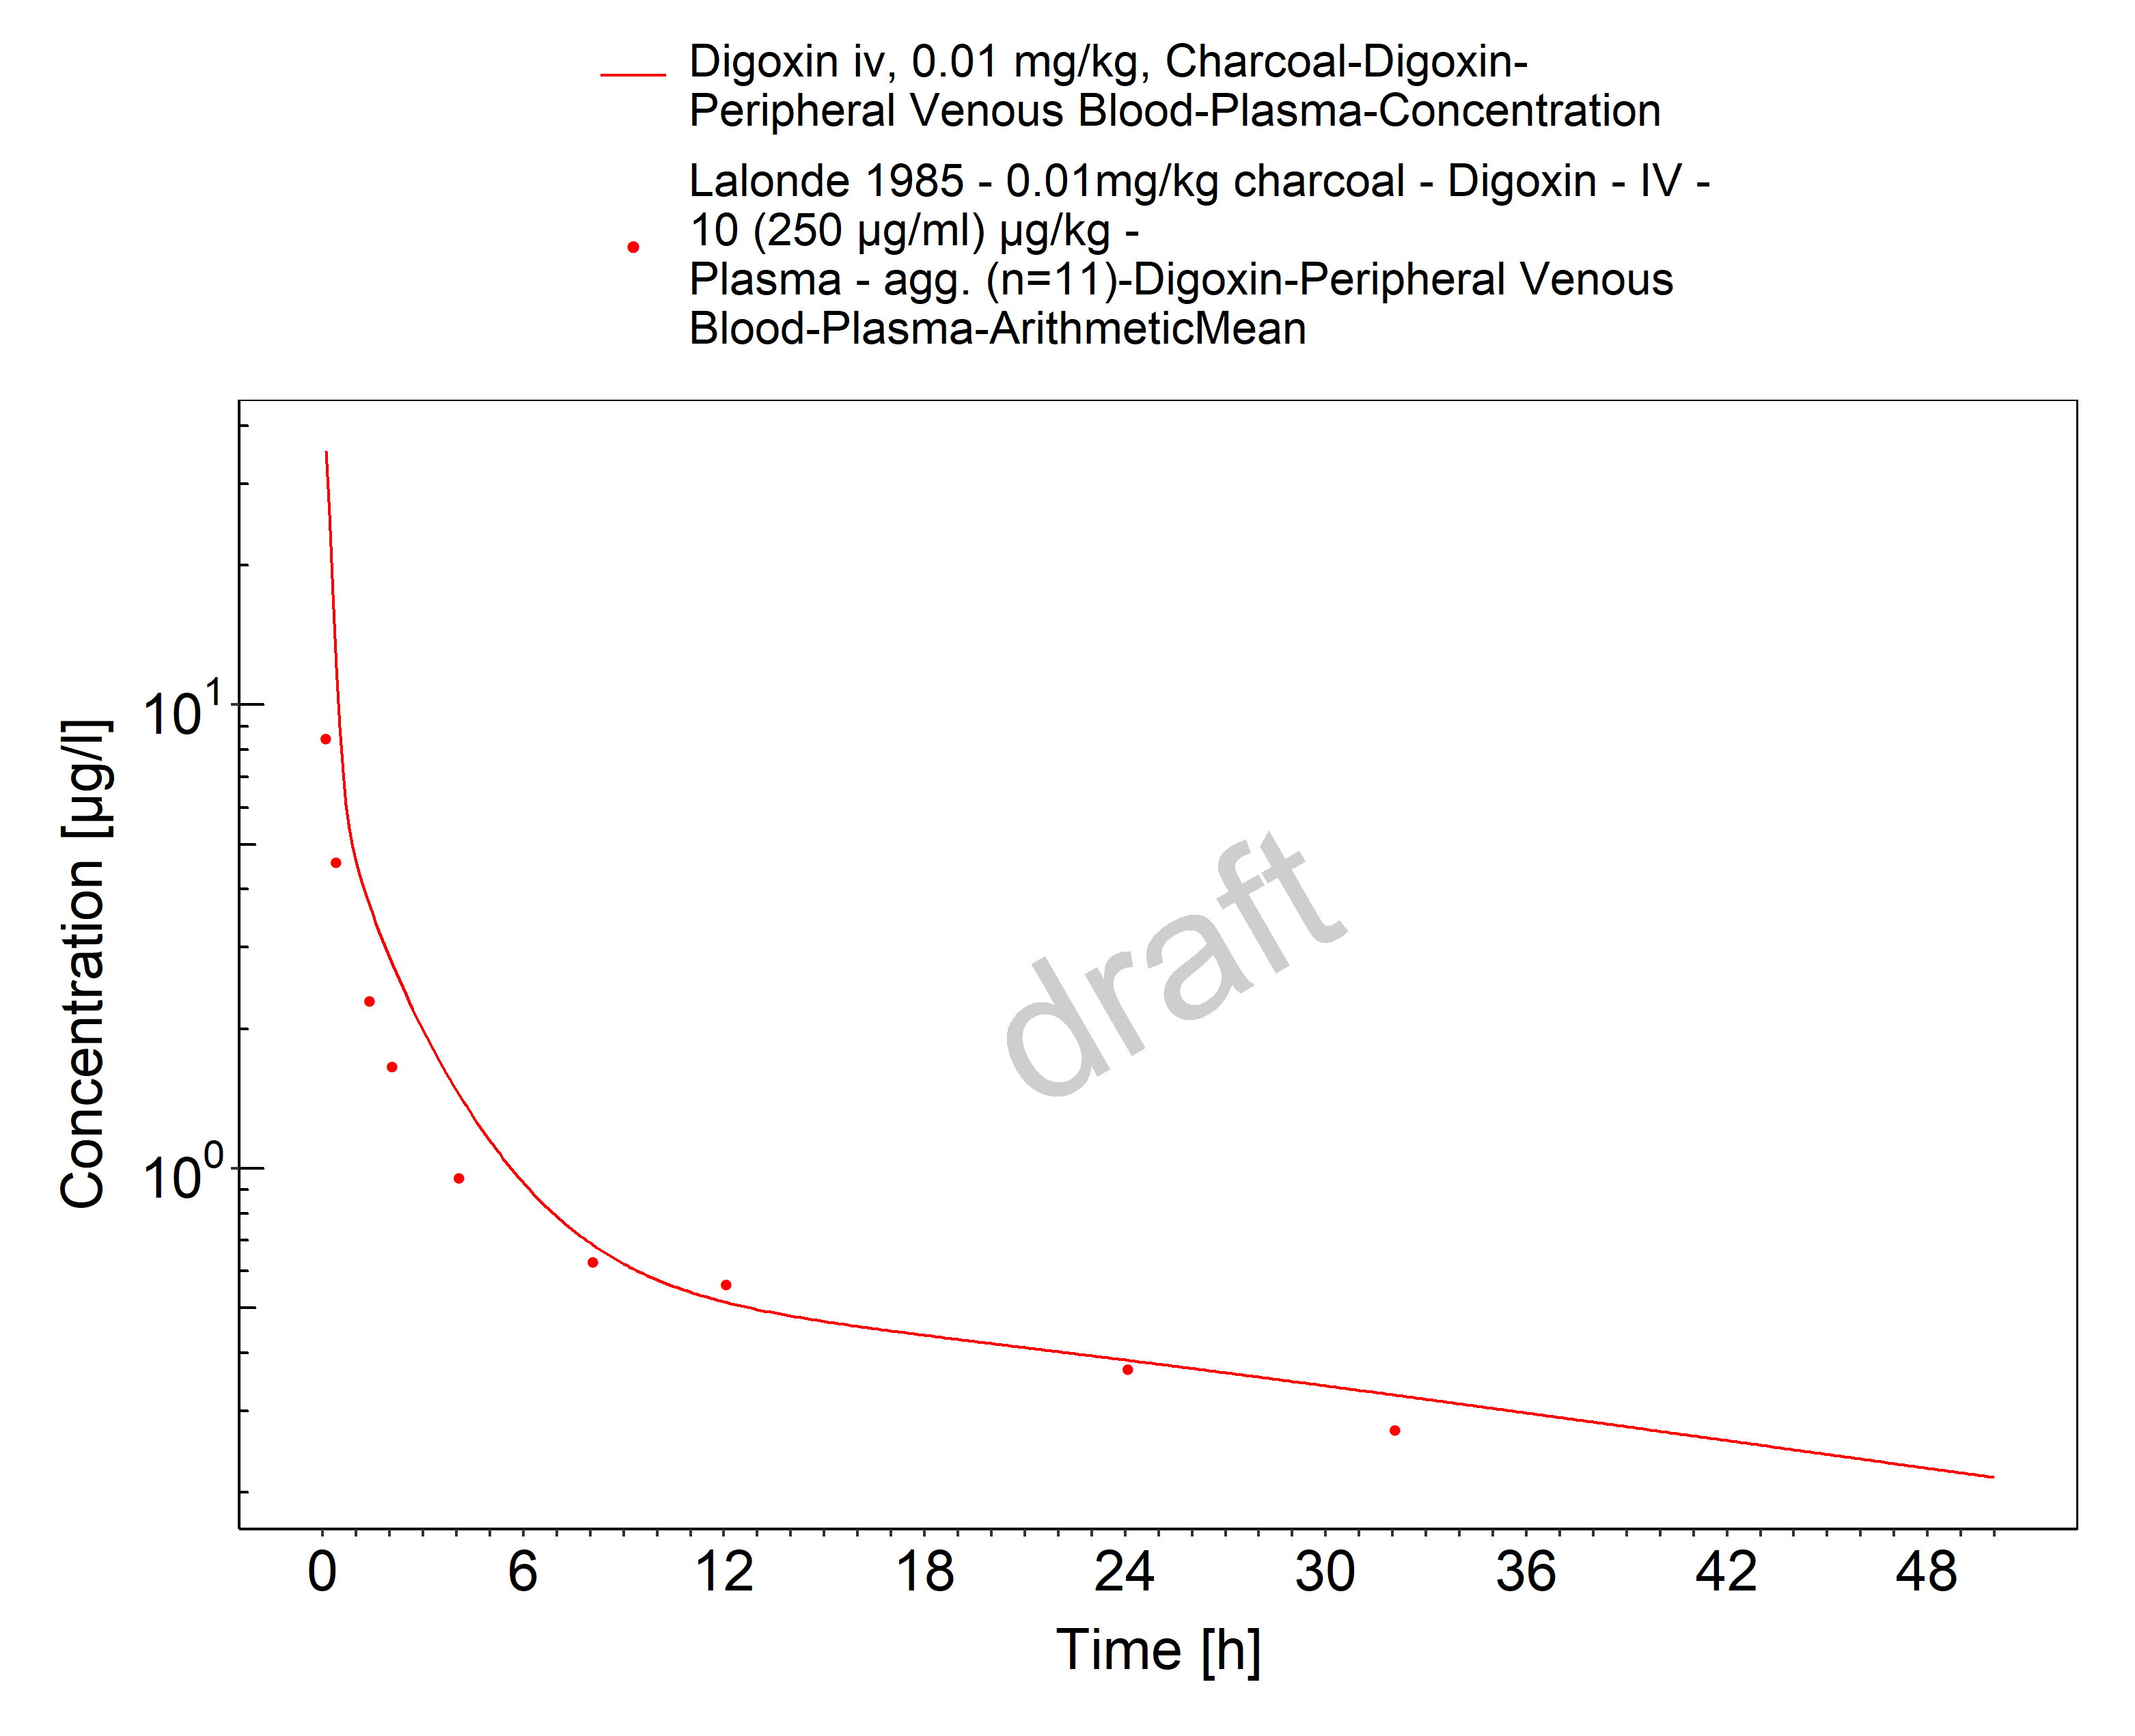 Digoxin iv, 0.01 mg/kg, Charcoal-Digoxin-
Peripheral Venous Blood-Plasma-Concentration
Lalonde 1985 - 0.01mg/kg charcoal - Digoxin - IV -
10 (250 µg/ml) µg/kg -
Plasma - agg. (n=11)-Digoxin-Peripheral Venous
Blood-Plasma-ArithmeticMean
10¹
10⁰
Concentration [µg/l]
draft
0 6 12 18 24 30 36 42 48
Time [h]